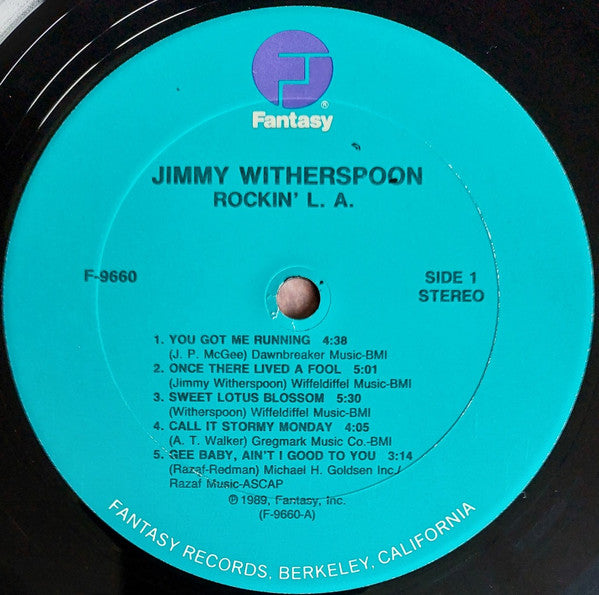 ®
Fantasy
JIMMY WITHERSPOON
ROCKIN' L. A.
F-9660
SIDE 1
STEREO
1. YOU GOT ME RUNNING 4:38
(J. P. McGee) Dawnbreaker Music-BMI
2. ONCE THERE LIVED A FOOL 5:01
(Jimmy Witherspoon) Wiffeldiffel Music-BMI
3. SWEET LOTUS BLOSSOM 5:30
(Witherspoon) Wiffeldiffel Music-BMI
4. CALL IT STORMY MONDAY 4:05
(A. T. Walker) Gregmark Music Co.-BMI
5. GEE BABY, AIN'T I GOOD TO YOU 3:14
(Razaf-Redman) Michael H. Goldsen Inc./
Razaf Music-ASCAP
℗ 1989, Fantasy, Inc.
(F-9660-A)
FANTASY RECORDS, BERKELEY, CALIFORNIA